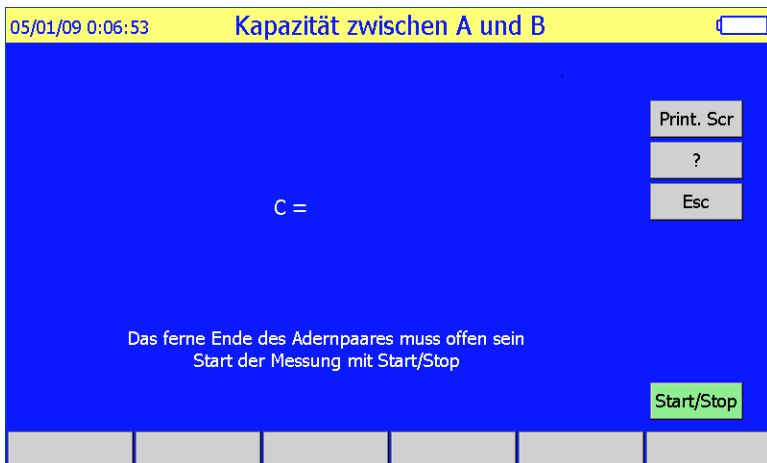 05/01/09 0:06:53 Kapazität zwischen A und B
Print. Scr
?
Esc
C =
Das ferne Ende des Adernpaares muss offen sein
Start der Messung mit Start/Stop
Start/Stop